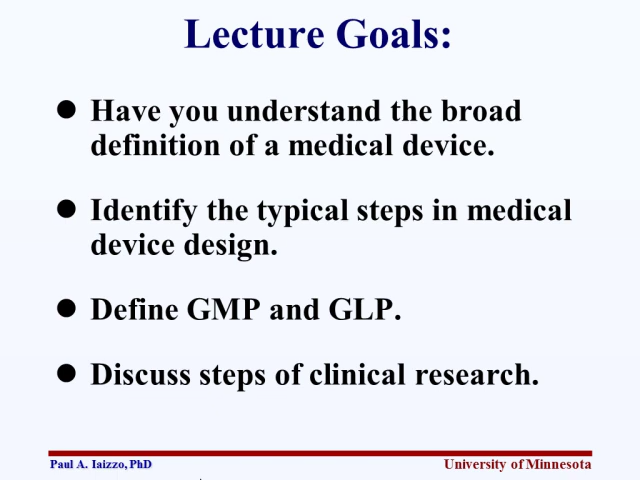 Lecture Goals:
● Have you understand the broad
definition of a medical device.
● Identify the typical steps in medical
device design.
● Define GMP and GLP.
● Discuss steps of clinical research.
Paul A. Iaizzo, PhD
University of Minnesota